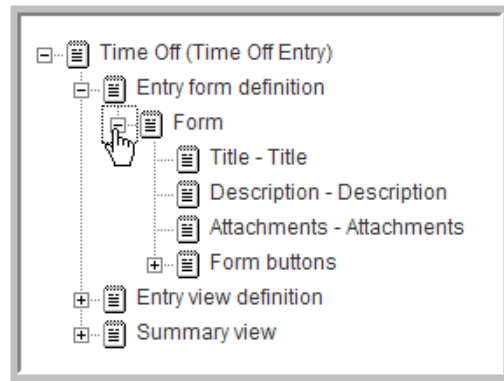 Time Off (Time Off Entry)
Entry form definition
Form
Title - Title
Description - Description
Attachments - Attachments
Form buttons
Entry view definition
Summary view